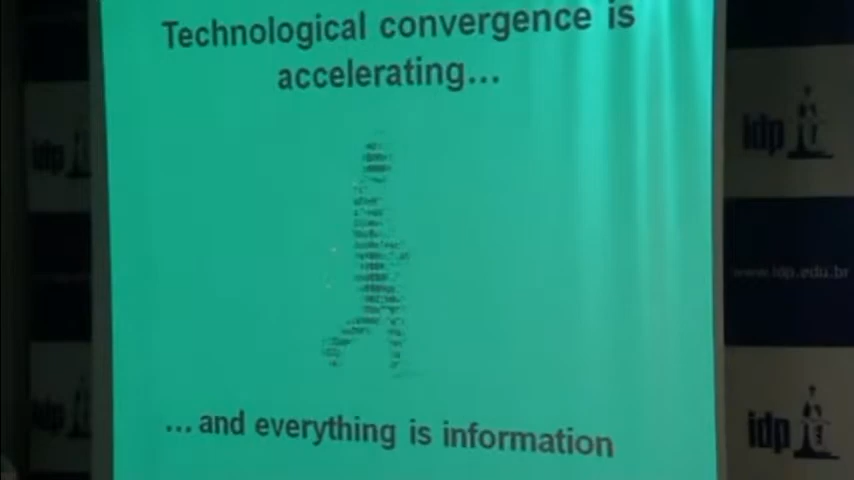 Technological convergence is
accelerating...
idp
idp
www.idp.edu.br
...and everything is information
idp
idp